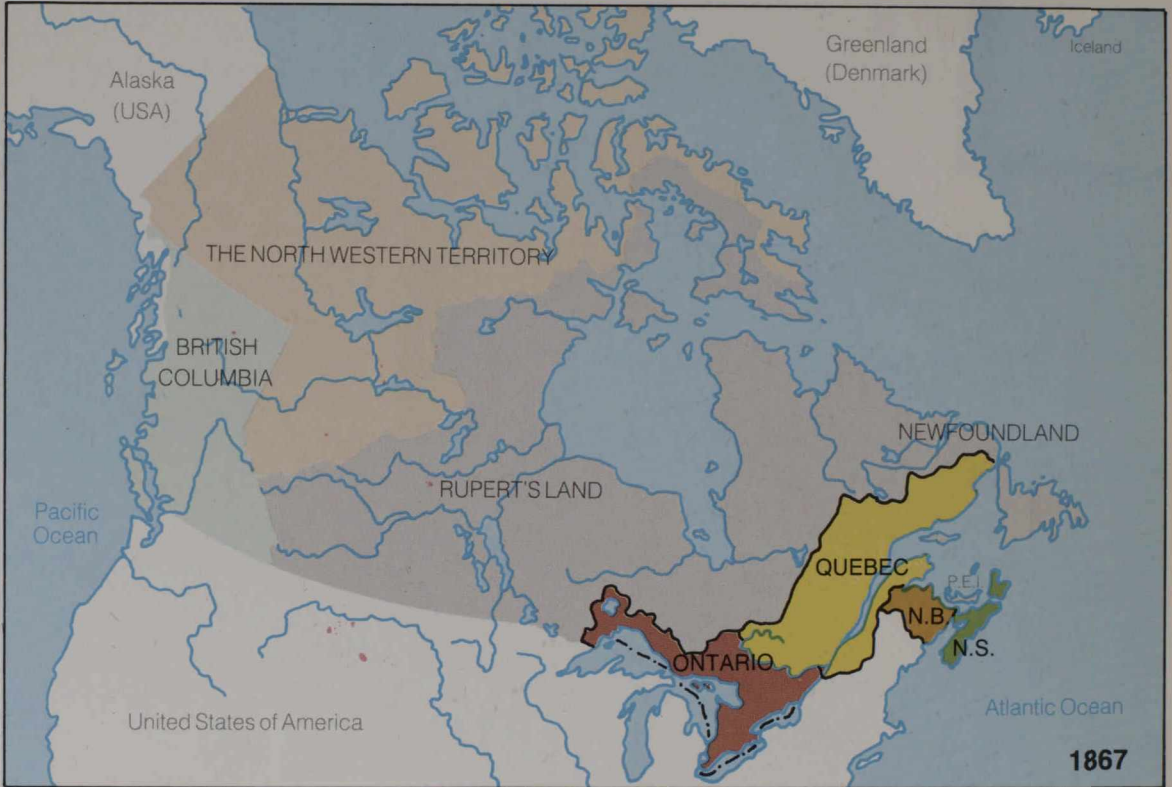 Greenland
(Denmark)
Iceland
Alaska
(USA)
THE NORTH WESTERN TERRITORY
BRITISH
COLUMBIA
NEWFOUNDLAND
RUPERT'S LAND
Pacific
Ocean
QUEBEC
P.E.I.
N.B.
N.S.
ONTARIO
United States of America
Atlantic Ocean
1867